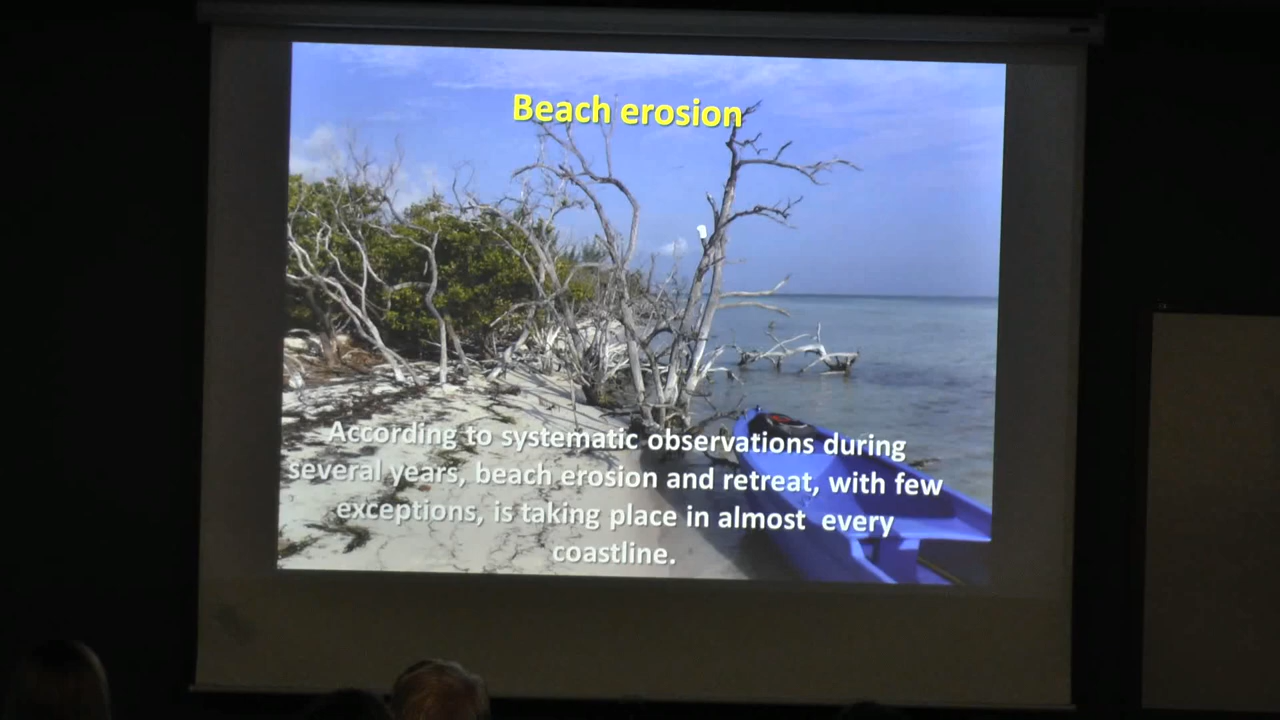 Beach erosion
According to systematic observations during
several years, beach erosion and retreat, with few
exceptions, is taking place in almost every
coastline.